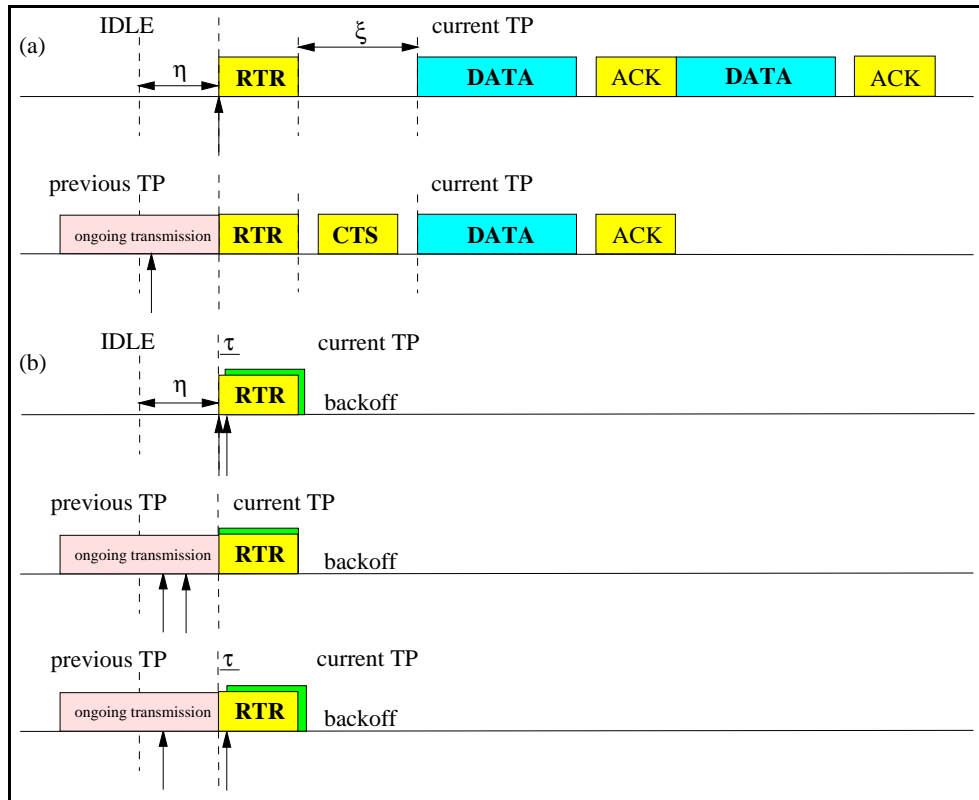 IDLE current TP
(a) ξ
η
RTR DATA ACK DATA ACK
previous TP current TP
ongoing transmission RTR CTS DATA ACK
IDLE τ current TP
(b)
η
RTR backoff
previous TP current TP
ongoing transmission RTR backoff
previous TP τ current TP
ongoing transmission RTR backoff